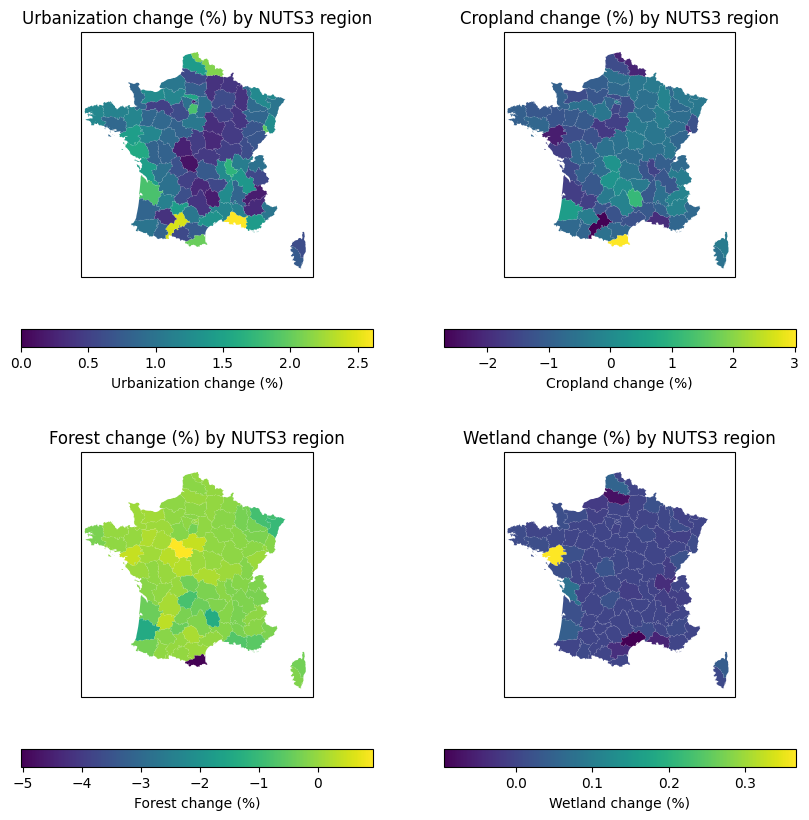 Urbanization change (%) by NUTS3 region
Cropland change (%) by NUTS3 region
0.0 0.5 1.0 1.5 2.0 2.5
Urbanization change (%)
−2 −1 0 1 2 3
Cropland change (%)
Forest change (%) by NUTS3 region
Wetland change (%) by NUTS3 region
−5 −4 −3 −2 −1 0
Forest change (%)
0.0 0.1 0.2 0.3
Wetland change (%)